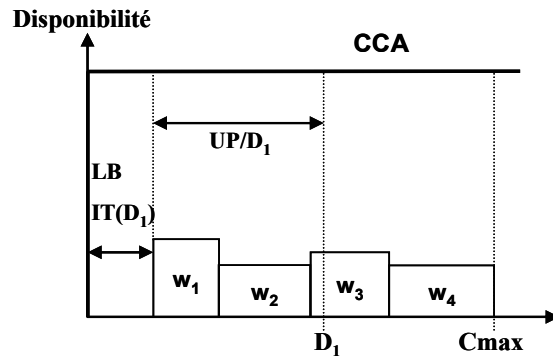 Disponibilité
CCA
UP/D₁
LB
IT(D₁)
w₁
w₂
w₃
w₄
D₁
Cmax